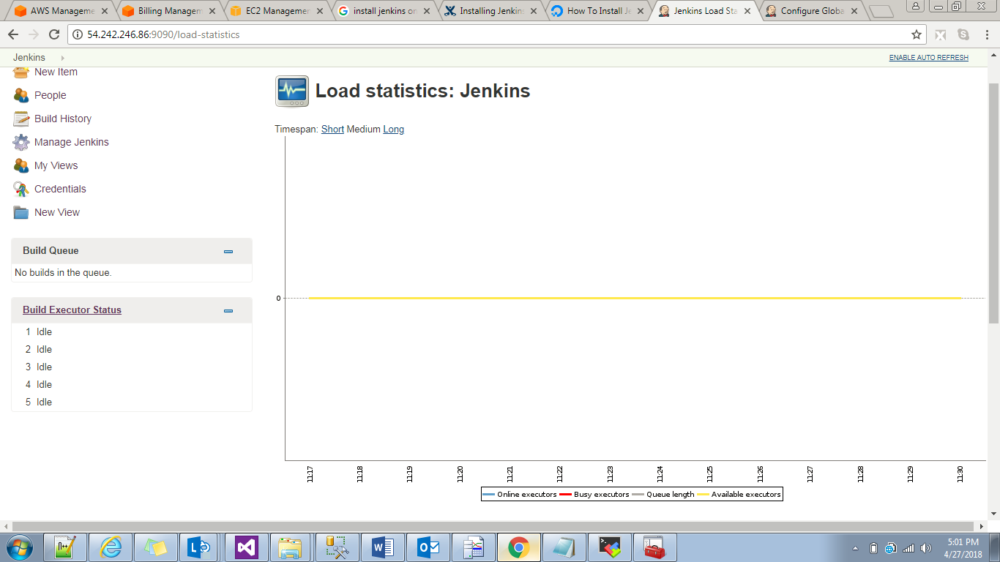 AWS Manageme
Billing Managem
EC2 Managemen
install jenkins on
Installing Jenkins
How To Install Je
Jenkins Load Sta
Configure Globa
54.242.246.86:9090/load-statistics
Jenkins
ENABLE AUTO REFRESH
New Item
People
Build History
Manage Jenkins
My Views
Credentials
New View
Build Queue
No builds in the queue.
Build Executor Status
1 Idle
2 Idle
3 Idle
4 Idle
5 Idle
Load statistics: Jenkins
Timespan: Short Medium Long
0
11:17
11:18
11:19
11:20
11:21
11:22
11:23
11:24
11:25
11:26
11:27
11:28
11:29
11:30
Online executors Busy executors Queue length Available executors
5:01 PM
4/27/2018